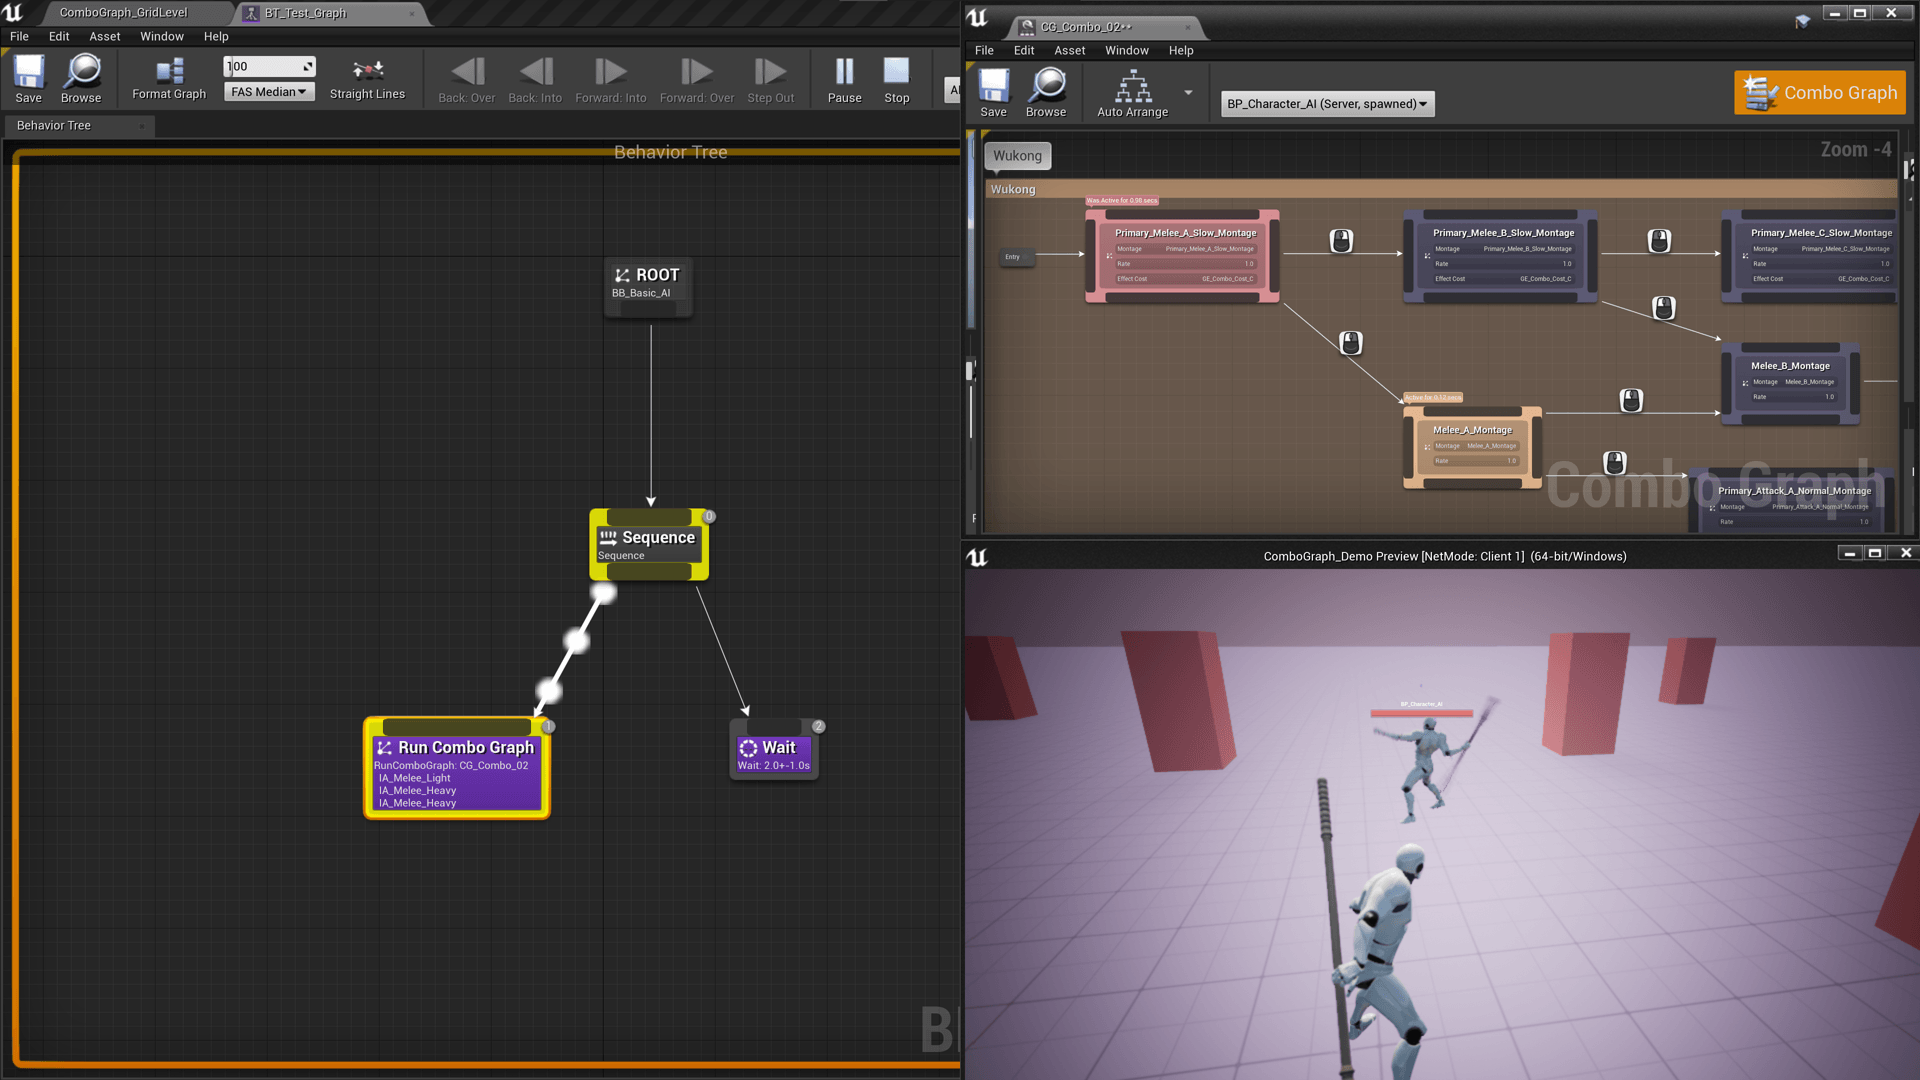 ComboGraph_GridLevel
BT_Test_Graph
File Edit Asset Window Help
Save
Browse
Format Graph
100
FAS Median
Straight Lines
Back: Over
Back: Into
Forward: Into
Forward: Over
Step Out
Pause
Stop
Behavior Tree
Behavior Tree
ROOT
BB_Basic_AI
0
Sequence
Sequence
1
Run Combo Graph
RunComboGraph: CG_Combo_02
IA_Melee_Light
IA_Melee_Heavy
IA_Melee_Heavy
2
Wait
Wait: 2.0+-1.0s
CG_Combo_02**
File Edit Asset Window Help
Save
Browse
Auto Arrange
BP_Character_AI (Server, spawned)
Combo Graph
Wukong
Zoom -4
Wukong
Was Active for 0.98 secs
Entry
Primary_Melee_A_Slow_Montage
Montage Primary_Melee_A_Slow_Montage
Rate 1.0
Effect Cost GE_Combo_Cost_C
Primary_Melee_B_Slow_Montage
Montage Primary_Melee_B_Slow_Montage
Rate 1.0
Effect Cost GE_Combo_Cost_C
Primary_Melee_C_Slow_Montage
Montage Primary_Melee_C_Slow_Montage
Rate 1.0
Effect Cost GE_Combo_Cost_C
Melee_B_Montage
Montage Melee_B_Montage
Rate 1.0
Active for 0.12 secs
Melee_A_Montage
Montage Melee_A_Montage
Rate 1.0
Combo Graph
Primary_Attack_A_Normal_Montage
Montage Primary_Attack_A_Normal_Montage
Rate 1.0
ComboGraph_Demo Preview [NetMode: Client 1] (64-bit/Windows)
BP_Character_AI